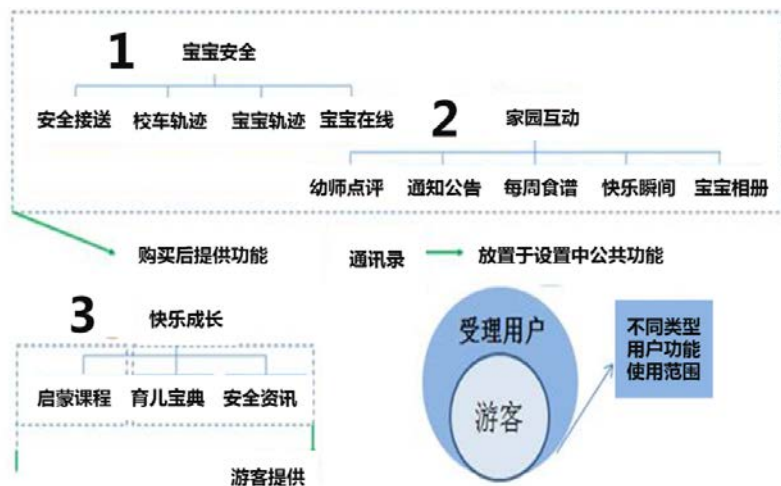 1
宝宝安全
安全接送 校车轨迹 宝宝轨迹 宝宝在线
2
家园互动
幼师点评 通知公告 每周食谱 快乐瞬间 宝宝相册
购买后提供功能
通讯录
放置于设置中公共功能
3
快乐成长
启蒙课程 育儿宝典 安全资讯
游客提供
受理用户
游客
不同类型
用户功能
使用范围